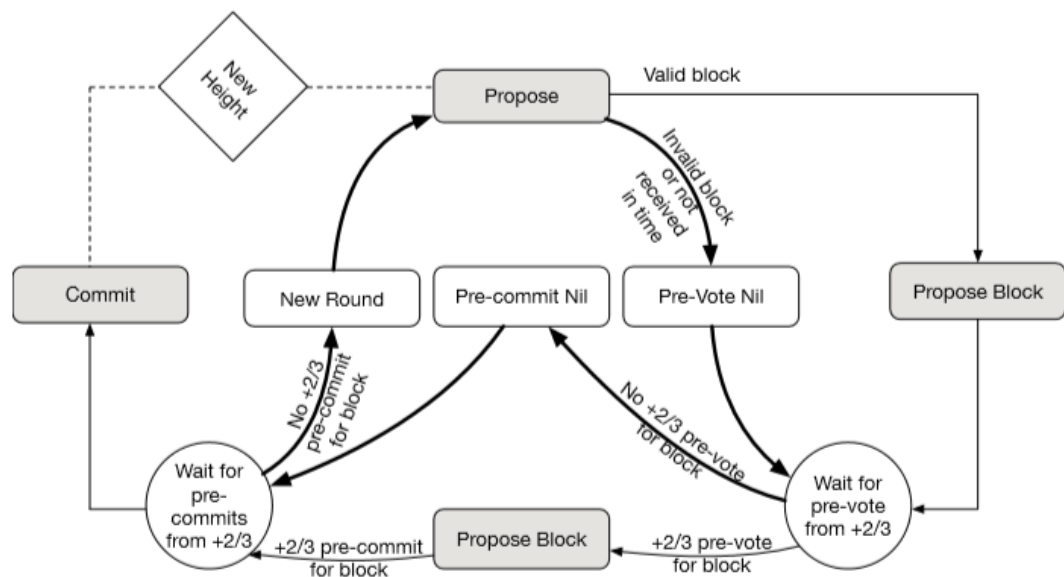 New
Height
Propose
Valid block
Invalid block
or not
received
in time
Commit
New Round
Pre-commit Nil
Pre-Vote Nil
Propose Block
No +2/3
pre-commit
for block
No +2/3 pre-vote
for block
Wait for
pre-
commits
from +2/3
Wait for
pre-vote
from +2/3
Propose Block
+2/3 pre-commit
for block
+2/3 pre-vote
for block